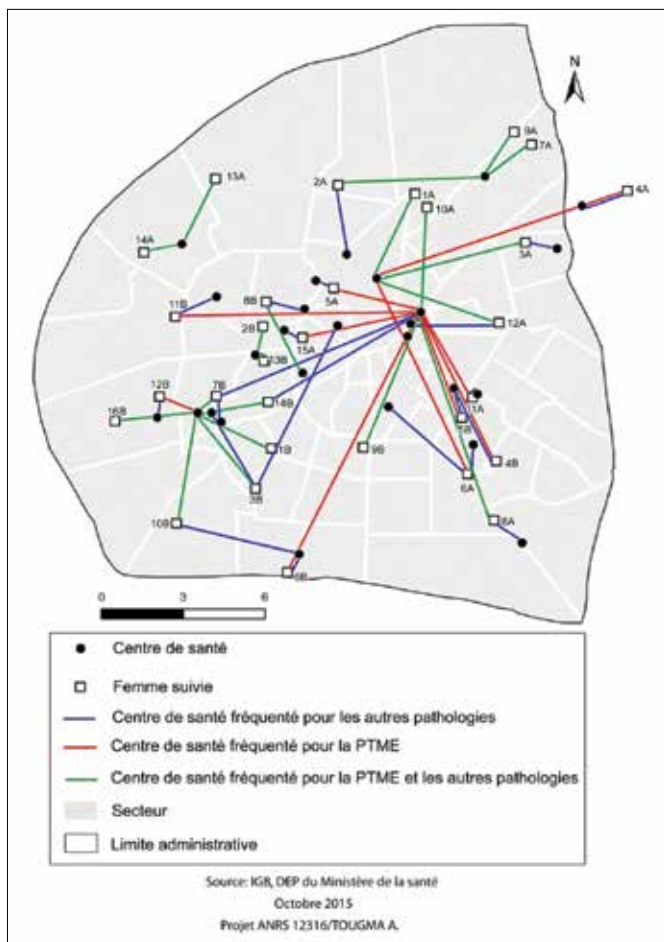 N
9A
7A
13A
2A
1A
10A
4A
14A
3A
5A
8B
11B
12A
2B
15A
13B
12B
7B
14B
11A
16B
1B
9B
4B
3B
6A
10B
8A
6B
0 3 6
Centre de santé
Femme suivie
Centre de santé fréquenté pour les autres pathologies
Centre de santé fréquenté pour la PTME
Centre de santé fréquenté pour la PTME et les autres pathologies
Secteur
Limite administrative
Source: IGB, DEP du Ministère de la santé
Octobre 2015
Projet ANRS 12316/TOUGMA A.